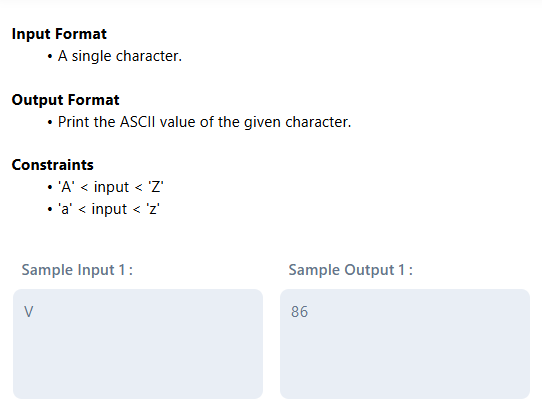 Input Format
• A single character.
Output Format
• Print the ASCII value of the given character.
Constraints
• 'A' < input < 'Z'
• 'a' < input < 'z'
Sample Input 1 :
Sample Output 1 :
V
86